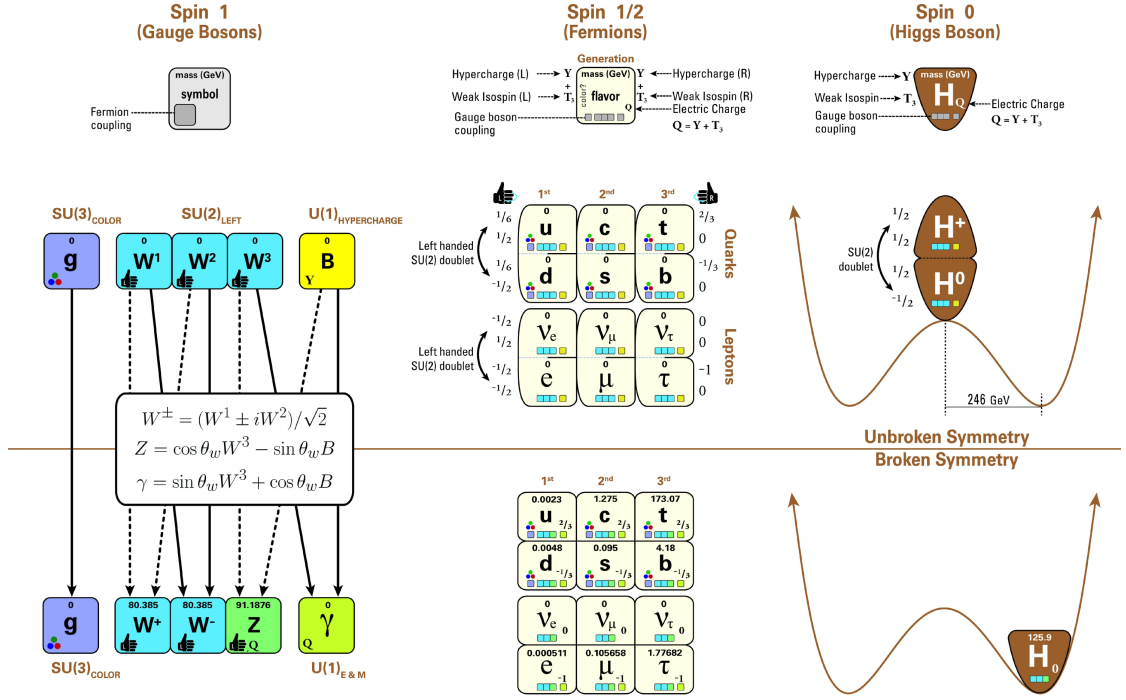 Spin 1
(Gauge Bosons)
mass (GeV)
symbol
Fermion
coupling
Spin 1/2
(Fermions)
Generation
mass (GeV)
color?
flavor
Q
Hypercharge (L)
Y
+
Weak Isospin (L)
T₃
Gauge boson
coupling
Y
Hypercharge (R)
+
T₃
Weak Isospin (R)
Electric Charge
Q = Y + T₃
Spin 0
(Higgs Boson)
mass (GeV)
H Q
Hypercharge
Y
Weak Isospin
T₃
Gauge boson
coupling
Electric Charge
Q = Y + T₃
SU(3)COLOR
SU(2)LEFT
U(1)HYPERCHARGE
0
g
0
W¹
0
W²
0
W³
0
B
Y
W± = (W¹ ± iW²)/√2
Z = cos θw W³ − sin θw B
γ = sin θw W³ + cos θw B
80.385
W+
80.385
W-
91.1876
Z
Q
0
γ
Q
0
g
SU(3)COLOR
U(1)E & M
L
1st
2nd
3rd
R
1/6
1/2
0
u
0
c
0
t
2/3
0
Left handed
SU(2) doublet
1/6
-1/2
0
d
0
s
0
b
-1/3
0
Quarks
-1/2
1/2
0
νe
0
νμ
0
ντ
0
0
Left handed
SU(2) doublet
-1/2
-1/2
0
e
0
μ
0
τ
-1
0
Leptons
1/2
1/2
H+
SU(2)
doublet
1/2
-1/2
H0
246 GeV
Unbroken Symmetry
Broken Symmetry
1st
2nd
3rd
0.0023
u 2/3
1.275
c 2/3
173.07
t 2/3
0.0048
d -1/3
0.095
s -1/3
4.18
b -1/3
0
νe 0
0
νμ 0
0
ντ 0
0.000511
e -1
0.105658
μ -1
1.77682
τ -1
125.9
H 0